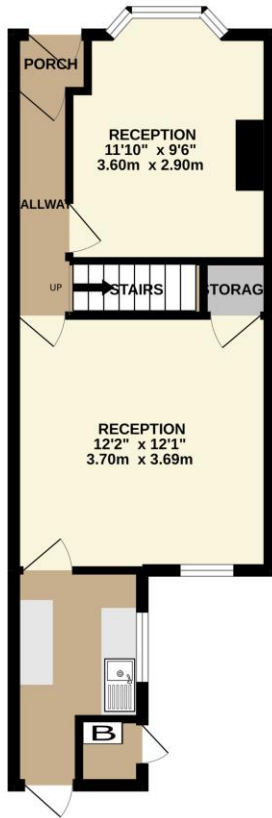 PORCH
RECEPTION
11'10" x 9'6"
3.60m x 2.90m
ALLWAY
UP
STAIRS
STORAG
RECEPTION
12'2" x 12'1"
3.70m x 3.69m
B